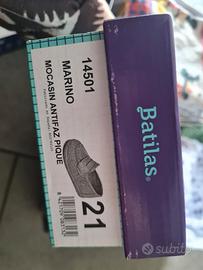 14501
MARINO
MOCASIN ANTIFAZ PIQUE
21
Batilas®
subito